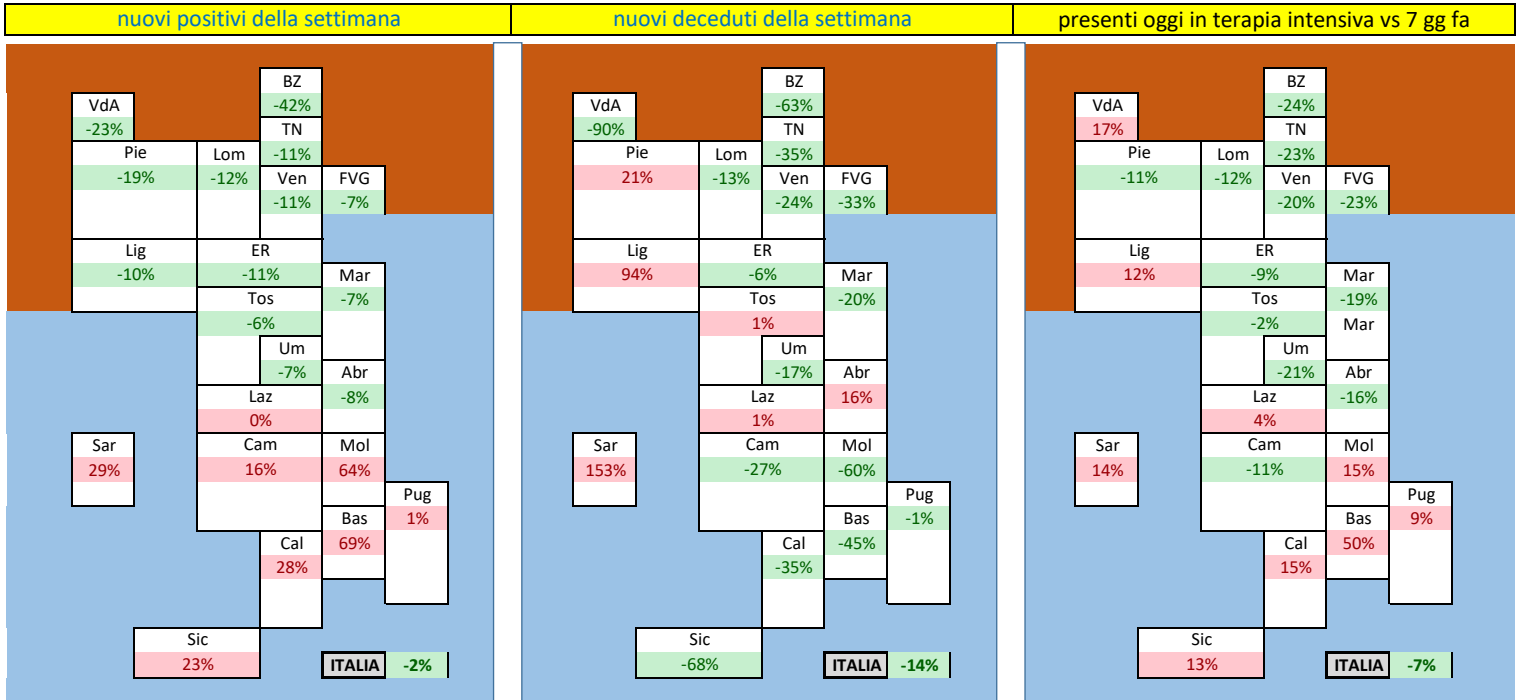 nuovi positivi della settimana
nuovi deceduti della settimana
presenti oggi in terapia intensiva vs 7 gg fa
BZ
VdA
-42%
-23%
TN
Pie
Lom
-11%
-19%
-12%
Ven
FVG
-11%
-7%
Lig
ER
-10%
-11%
Mar
Tos
-7%
-6%
Um
-7%
Abr
Laz
-8%
0%
Sar
Cam
Mol
29%
16%
64%
Pug
Bas
1%
Cal
69%
28%
Sic
23%
ITALIA
-2%
BZ
VdA
-63%
-90%
TN
Pie
Lom
-35%
21%
-13%
Ven
FVG
-24%
-33%
Lig
ER
94%
-6%
Mar
Tos
-20%
1%
Um
-17%
Abr
Laz
16%
1%
Sar
Cam
Mol
153%
-27%
-60%
Pug
Bas
-1%
Cal
-45%
-35%
Sic
-68%
ITALIA
-14%
BZ
VdA
-24%
17%
TN
Pie
Lom
-23%
-11%
-12%
Ven
FVG
-20%
-23%
Lig
ER
12%
-9%
Mar
Tos
-19%
-2%
Mar
Um
-21%
Abr
Laz
-16%
4%
Sar
Cam
Mol
14%
-11%
15%
Pug
Bas
9%
Cal
50%
15%
Sic
13%
ITALIA
-7%